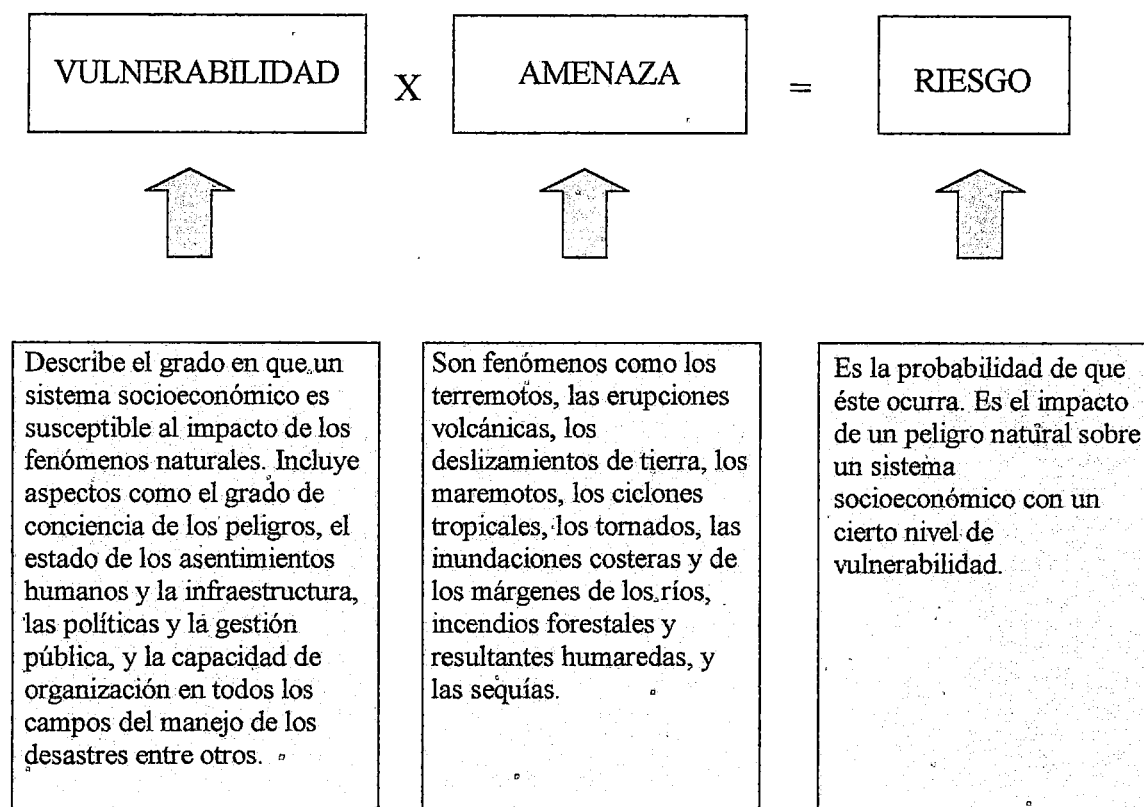 VULNERABILIDAD X AMENAZA = RIESGO
Describe el grado en que un
sistema socioeconómico es
susceptible al impacto de los
fenómenos naturales. Incluye
aspectos como el grado de
conciencia de los peligros, el
estado de los asentimientos
humanos y la infraestructura,
las políticas y la gestión
pública, y la capacidad de
organización en todos los
campos del manejo de los
desastres entre otros.
Son fenómenos como los
terremotos, las erupciones
volcánicas, los
deslizamientos de tierra, los
maremotos, los ciclones
tropicales, los tornados, las
inundaciones costeras y de
los márgenes de los ríos,
incendios forestales y
resultantes humaredas, y
las sequías.
Es la probabilidad de que
éste ocurra. Es el impacto
de un peligro natural sobre
un sistema
socioeconómico con un
cierto nivel de
vulnerabilidad.